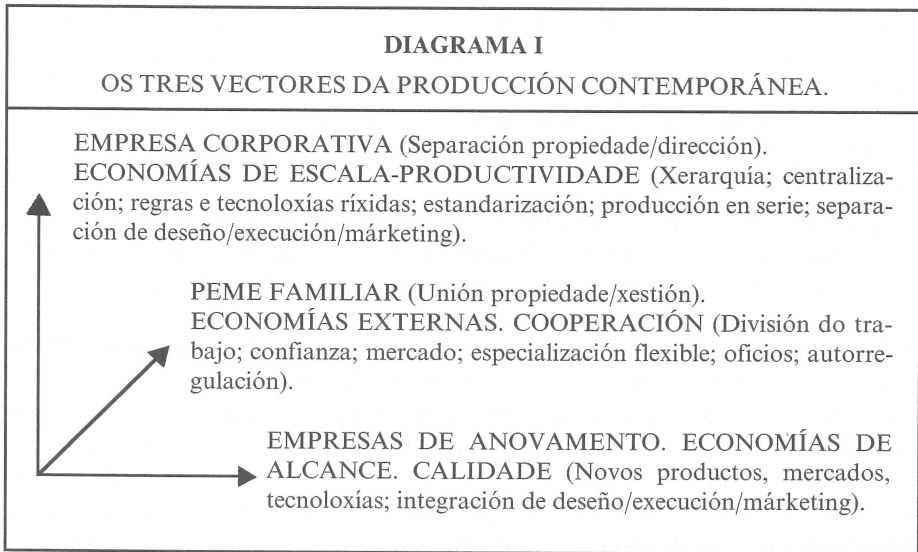 DIAGRAMA I
OS TRES VECTORES DA PRODUCCIÓN CONTEMPORÁNEA.
EMPRESA CORPORATIVA (Separación propiedade/dirección).
ECONOMÍAS DE ESCALA-PRODUCTIVIDADE (Xerarquía; centraliza-
ción; regras e tecnoloxías ríxidas; estandarización; producción en serie; separa-
ción de deseño/execución/márketing).
PEME FAMILIAR (Unión propiedade/xestión).
ECONOMÍAS EXTERNAS. COOPERACIÓN (División do tra-
bajo; confianza; mercado; especialización flexible; oficios; autorre-
gulación).
EMPRESAS DE ANOVAMENTO. ECONOMÍAS DE
ALCANCE. CALIDADE (Novos productos, mercados,
tecnoloxías; integración de deseño/execución/márketing).